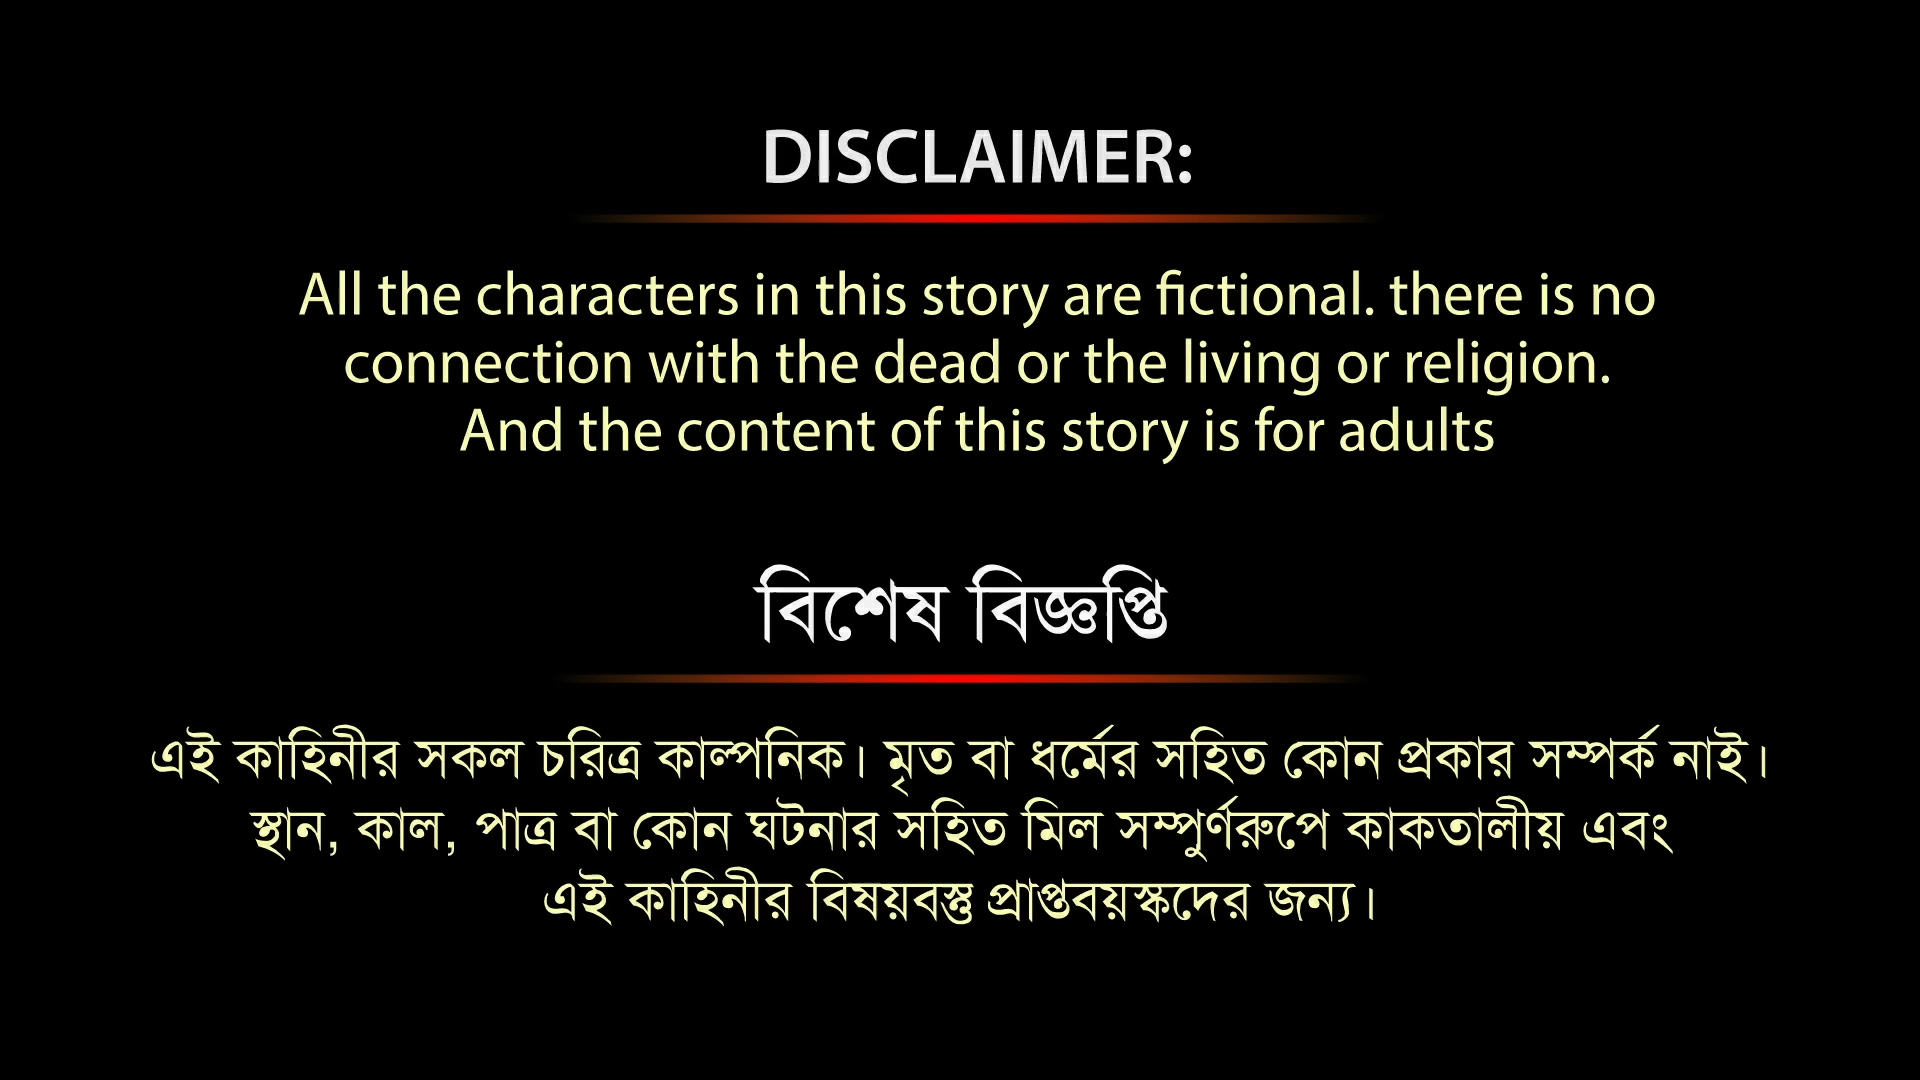 DISCLAIMER:
All the characters in this story are fictional. there is no
connection with the dead or the living or religion.
And the content of this story is for adults
বিশেষ বিজ্ঞপ্তি
এই কাহিনীর সকল চরিত্র কাল্পনিক। মৃত বা ধর্মের সহিত কোন প্রকার সম্পর্ক নাই।
স্থান, কাল, পাত্র বা কোন ঘটনার সহিত মিল সম্পুর্ণরুপে কাকতালীয় এবং
এই কাহিনীর বিষয়বস্তু প্রাপ্তবয়স্কদের জন্য।